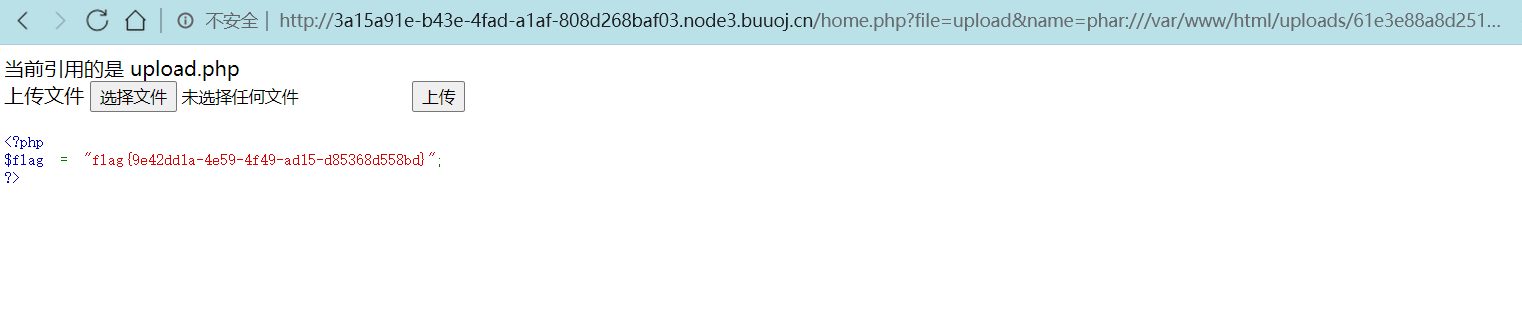 不安全 | http://3a15a91e-b43e-4fad-a1af-808d268baf03.node3.buuoj.cn/home.php?file=upload&name=phar:///var/www/html/uploads/61e3e88a8d251...
当前引用的是 upload.php
上传文件 选择文件 未选择任何文件 上传
<?php
$flag = "flag{9e42dd1a-4e59-4f49-ad15-d85368d558bd}";
?>